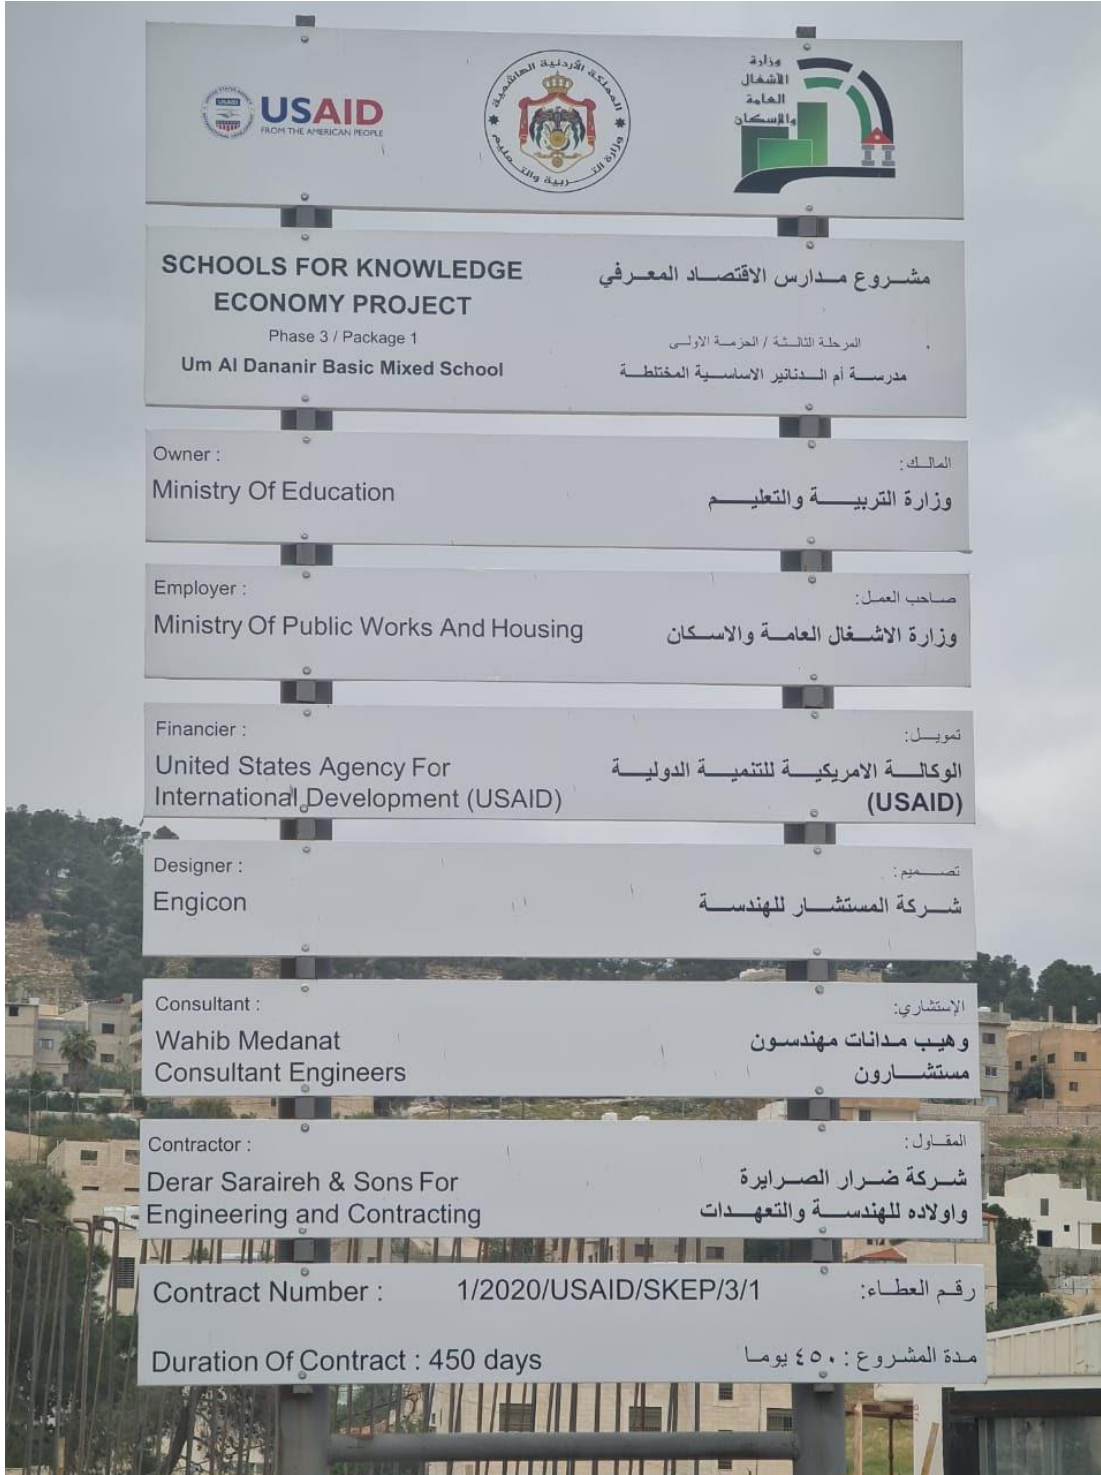 USAID
FROM THE AMERICAN PEOPLE
المملكة الأردنية الهاشمية
وزارة التربية والتعليم
وزارة
الأشغال
العامة
والإسكان
SCHOOLS FOR KNOWLEDGE
ECONOMY PROJECT
Phase 3 / Package 1
Um Al Dananir Basic Mixed School
مشروع مدارس الاقتصاد المعرفي
المرحلة الثالثة / الحزمة الاولى
مدرسة أم الدنانير الاساسية المختلطة
Owner :
Ministry Of Education
المالك:
وزارة التربية والتعليم
Employer :
Ministry Of Public Works And Housing
صاحب العمل:
وزارة الاشغال العامة والاسكان
Financier :
United States Agency For
International Development (USAID)
تمويل:
الوكالة الامريكية للتنمية الدولية
(USAID)
Designer :
Engicon
تصميم:
شركة المستشار للهندسة
Consultant :
Wahib Medanat
Consultant Engineers
الإستشاري:
وهيب مدانات مهندسون
مستشارون
Contractor :
Derar Saraireh & Sons For
Engineering and Contracting
المقاول:
شركة ضرار الصرايرة
واولاده للهندسة والتعهدات
Contract Number : 1/2020/USAID/SKEP/3/1 رقم العطاء:
Duration Of Contract : 450 days
مدة المشروع : ٤٥٠ يوما